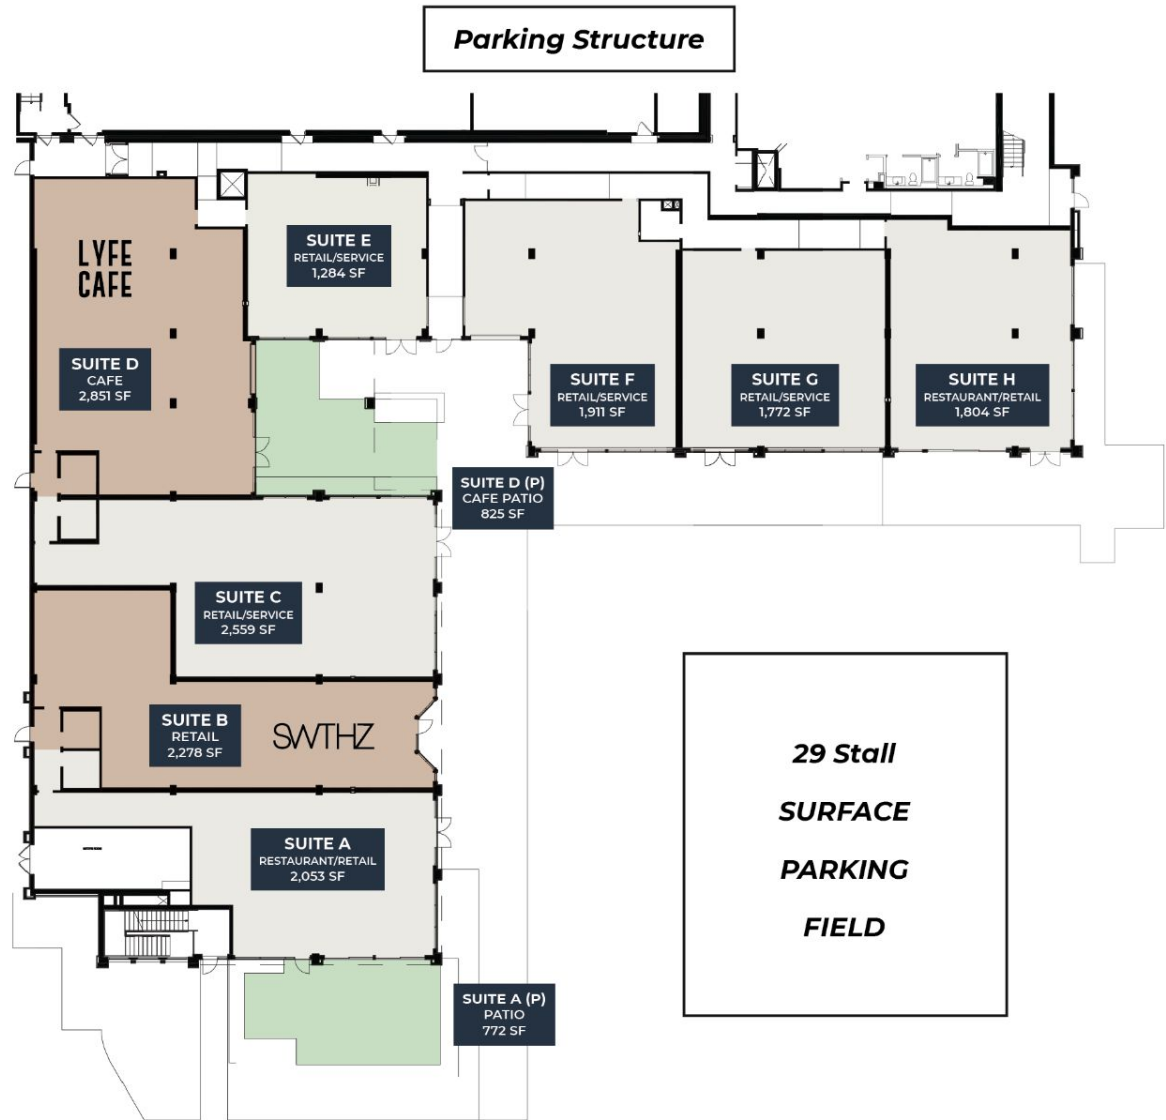 Parking Structure
LYFE
CAFE
SUITE E
RETAIL/SERVICE
1,284 SF
SUITE D
CAFE
2,851 SF
SUITE F
RETAIL/SERVICE
1,911 SF
SUITE G
RETAIL/SERVICE
1,772 SF
SUITE H
RESTAURANT/RETAIL
1,804 SF
SUITE D (P)
CAFE PATIO
825 SF
SUITE C
RETAIL/SERVICE
2,559 SF
SUITE B
RETAIL
2,278 SF
SWTHZ
29 Stall
SURFACE
PARKING
FIELD
SUITE A
RESTAURANT/RETAIL
2,053 SF
SUITE A (P)
PATIO
772 SF